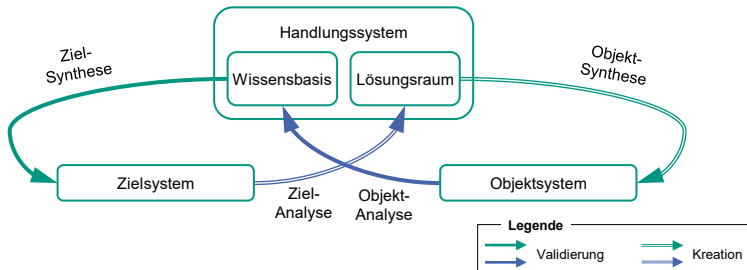 Handlungssystem
Ziel-
Synthese
Wissensbasis
Lösungsraum
Objekt-
Synthese
Zielsystem
Ziel-
Analyse
Objekt-
Analyse
Objektsystem
Legende
Validierung
Kreation